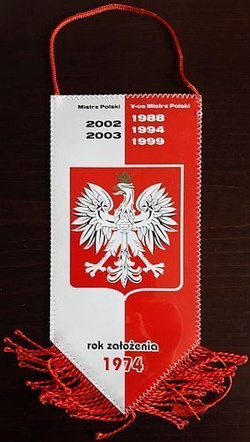 Mistrz Polski
2002
2003
V-ce Mistrz Polski
1988
1994
1999
rok założenia
1974